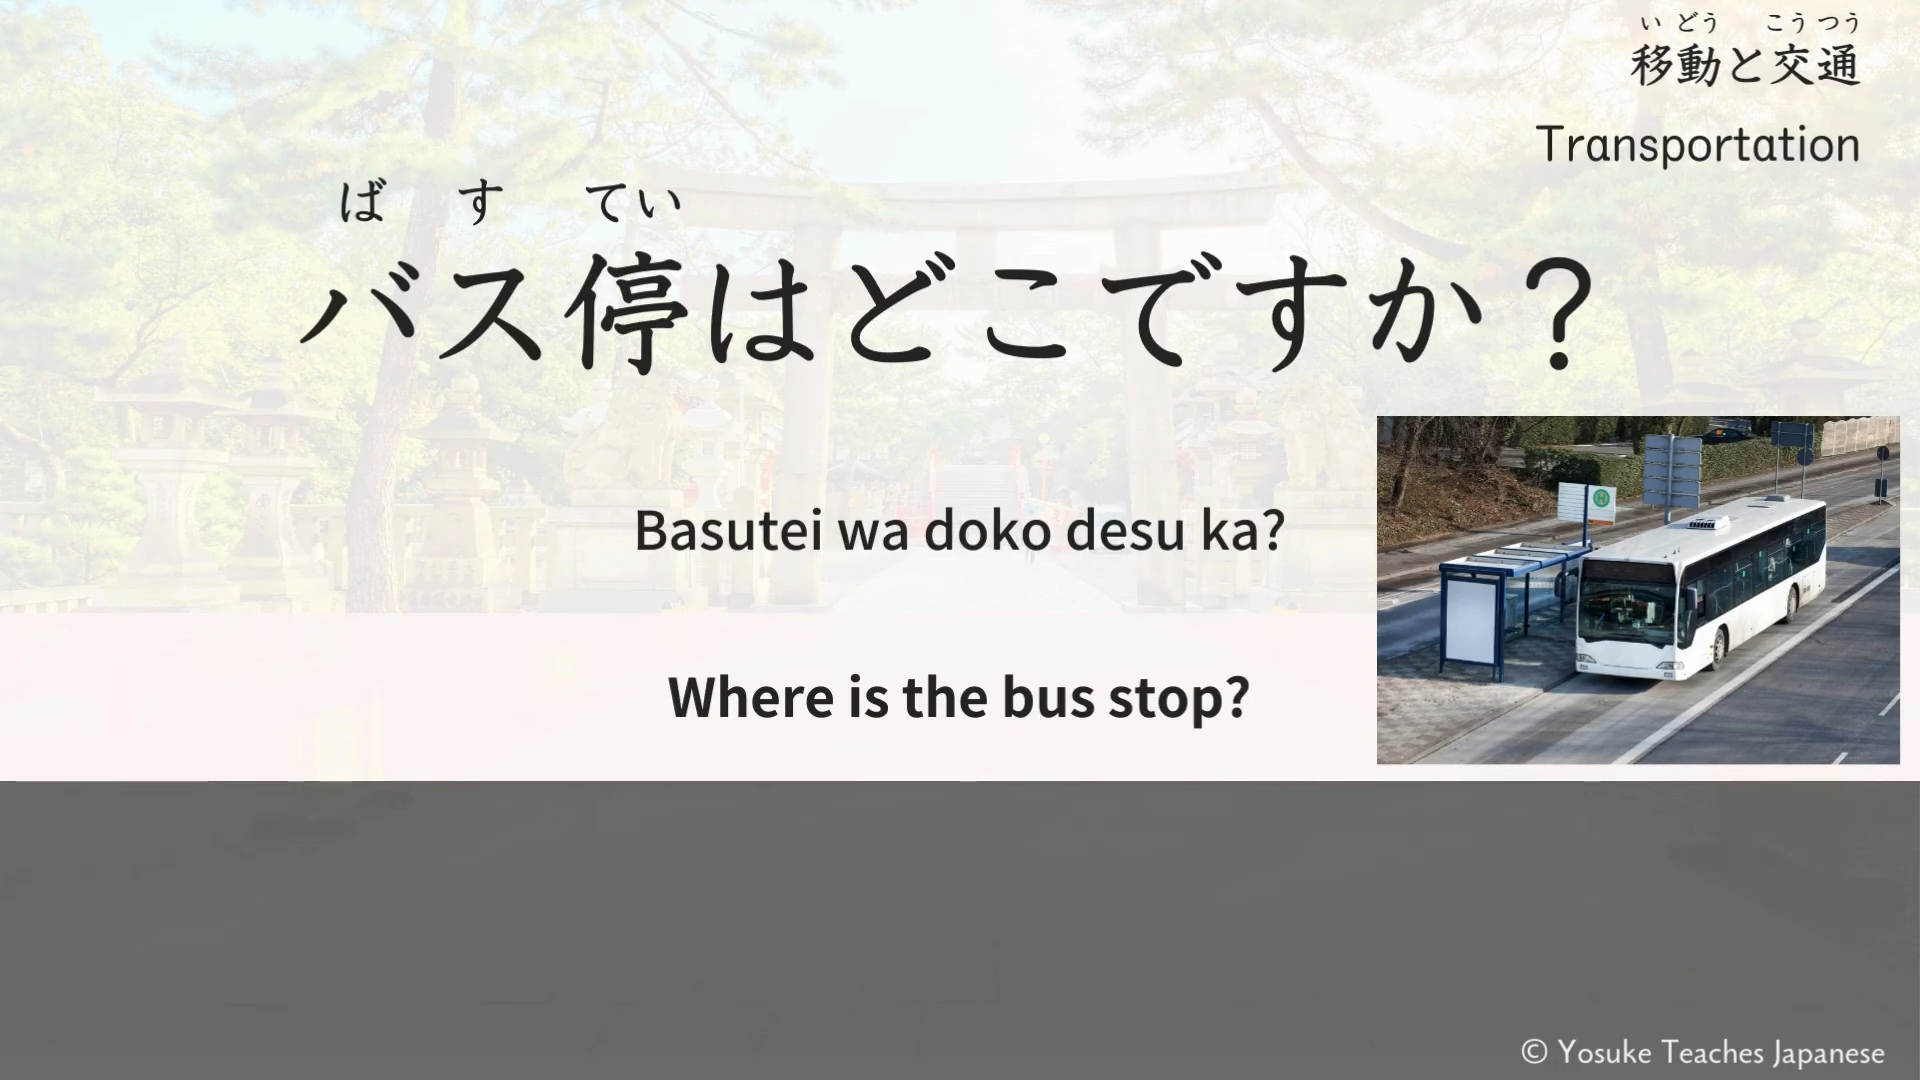 い どう こう つう
移動と交通
Transportation
ば す てい
バス停はどこですか？
Basutei wa doko desu ka?
Where is the bus stop?
H
© Yosuke Teaches Japanese